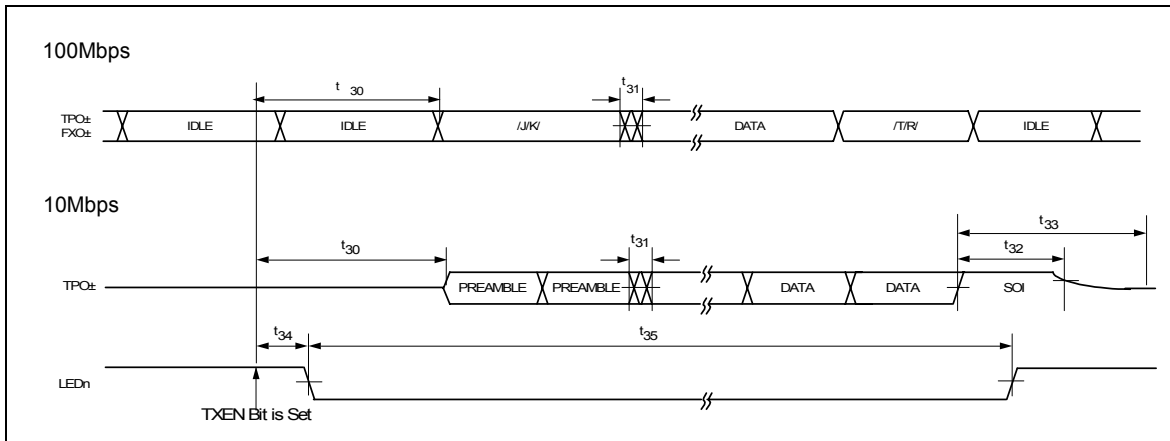 100Mbps
t 30
t31
TPO±
FXO±
IDLE
IDLE
/J/K/
DATA
/T/R/
IDLE
10Mbps
t33
t30
t31
t32
TPO±
PREAMBLE
PREAMBLE
DATA
DATA
SOI
t34
t35
LEDn
TXEN Bit is Set